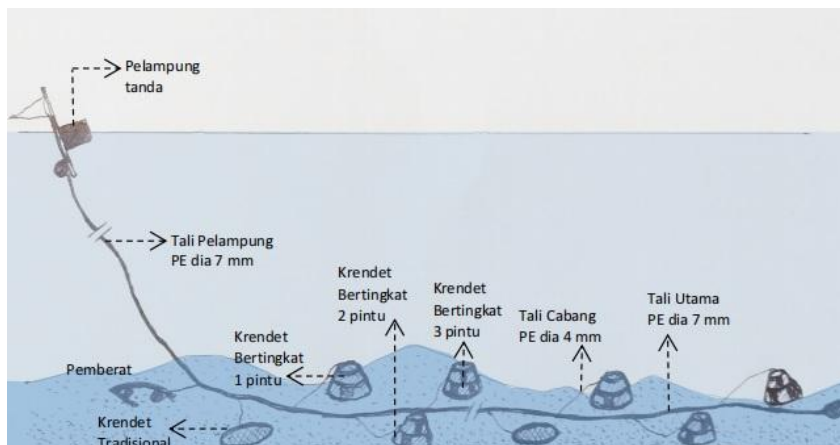 Pelampung
tanda
Tali Pelampung
PE dia 7 mm
Krendet
Bertingkat
2 pintu
Krendet
Bertingkat
3 pintu
Tali Cabang
PE dia 4 mm
Tali Utama
PE dia 7 mm
Krendet
Bertingkat
1 pintu
Pemberat
Krendet
Tradisional